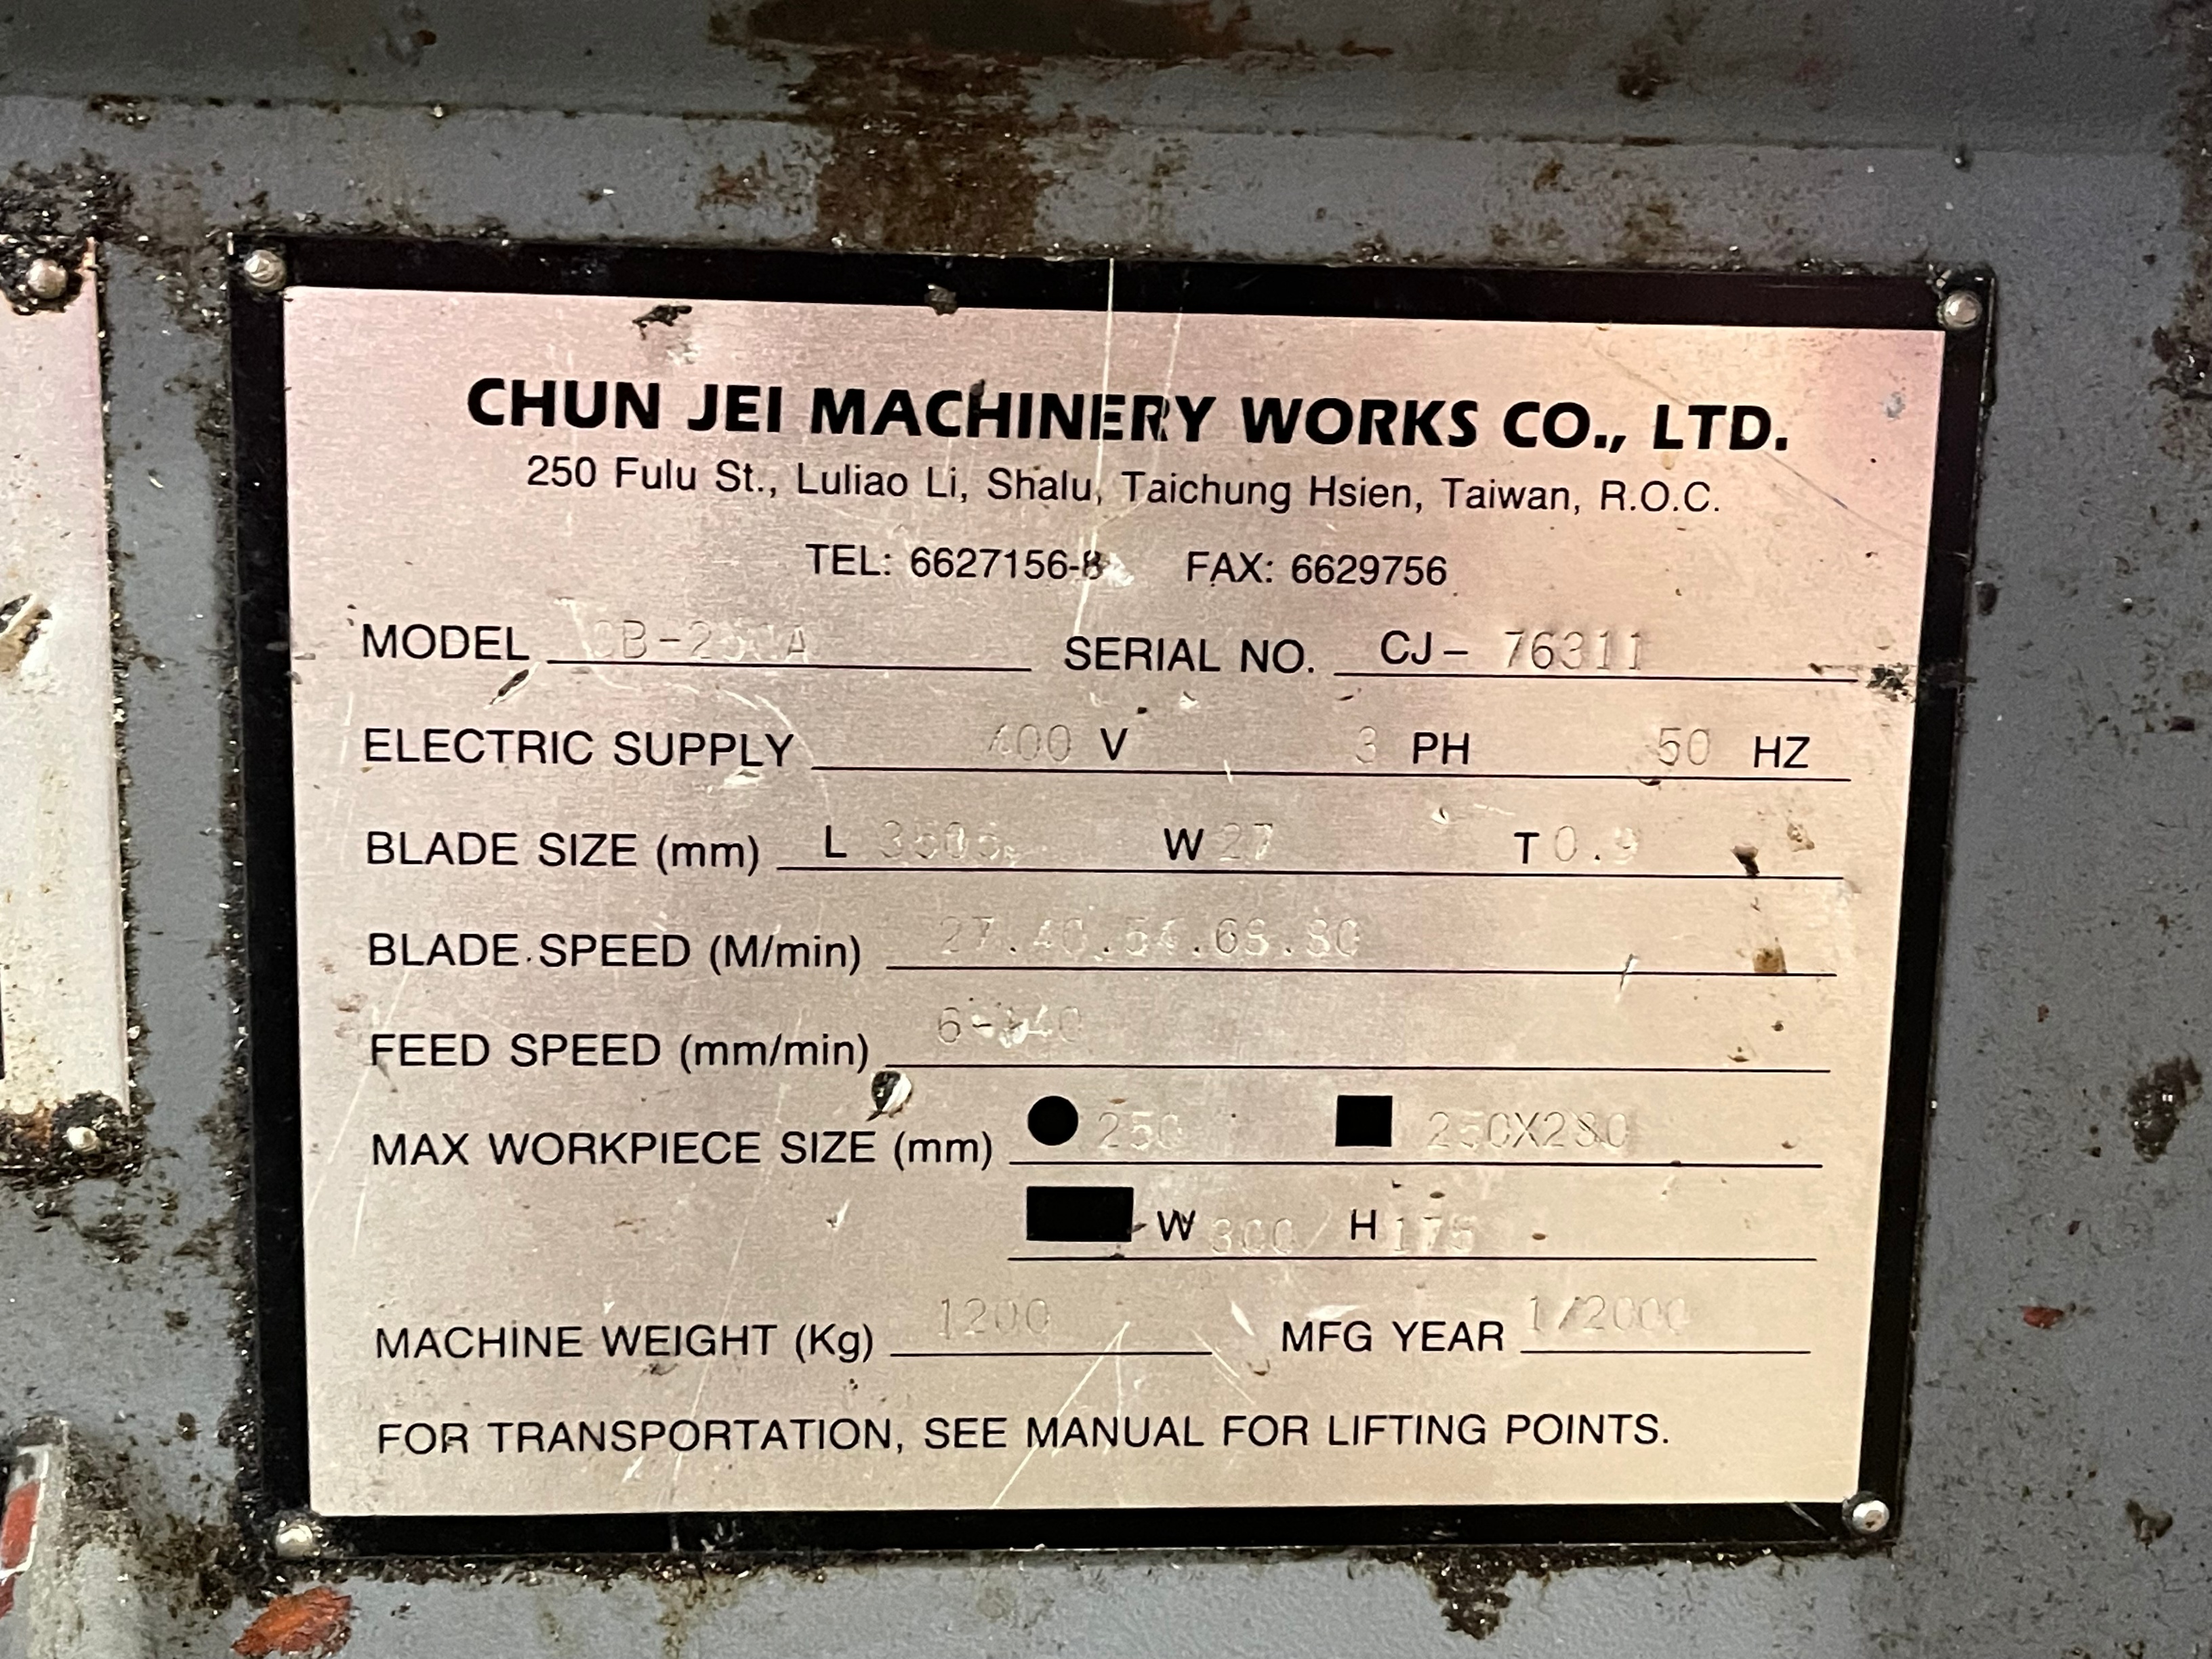 CHUN JEI MACHINERY WORKS CO., LTD.
250 Fulu St., Luliao Li, Shalu, Taichung Hsien, Taiwan, R.O.C.
TEL: 6627156-8 FAX: 6629756
MODEL SERIAL NO. CJ- 76311
ELECTRIC SUPPLY 400 V 3 PH 50 HZ
BLADE SIZE (mm) L 3505 W 27 T 0.9
BLADE SPEED (M/min) 27.40.54.68.80
FEED SPEED (mm/min)
MAX WORKPIECE SIZE (mm) 250 250X280
W 300 H 175
MACHINE WEIGHT (Kg) 1200 MFG YEAR 1/2000
FOR TRANSPORTATION, SEE MANUAL FOR LIFTING POINTS.